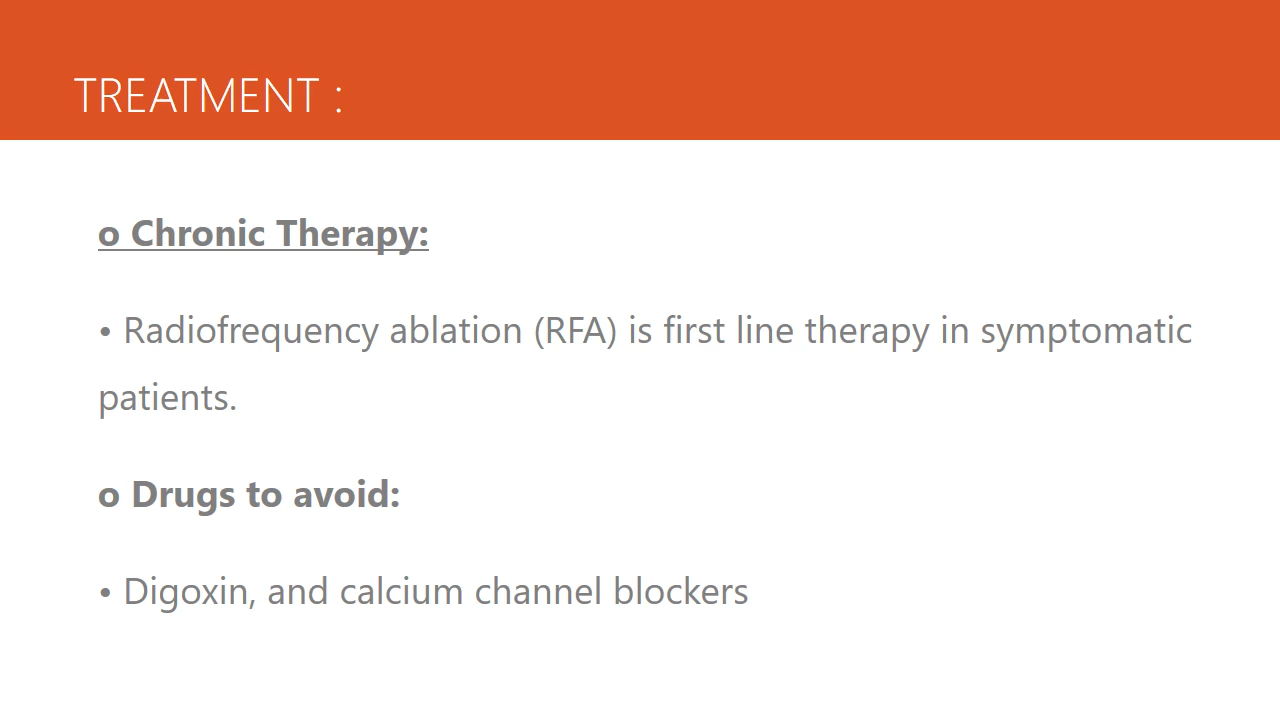 TREATMENT :
o Chronic Therapy:
• Radiofrequency ablation (RFA) is first line therapy in symptomatic
patients.
o Drugs to avoid:
• Digoxin, and calcium channel blockers